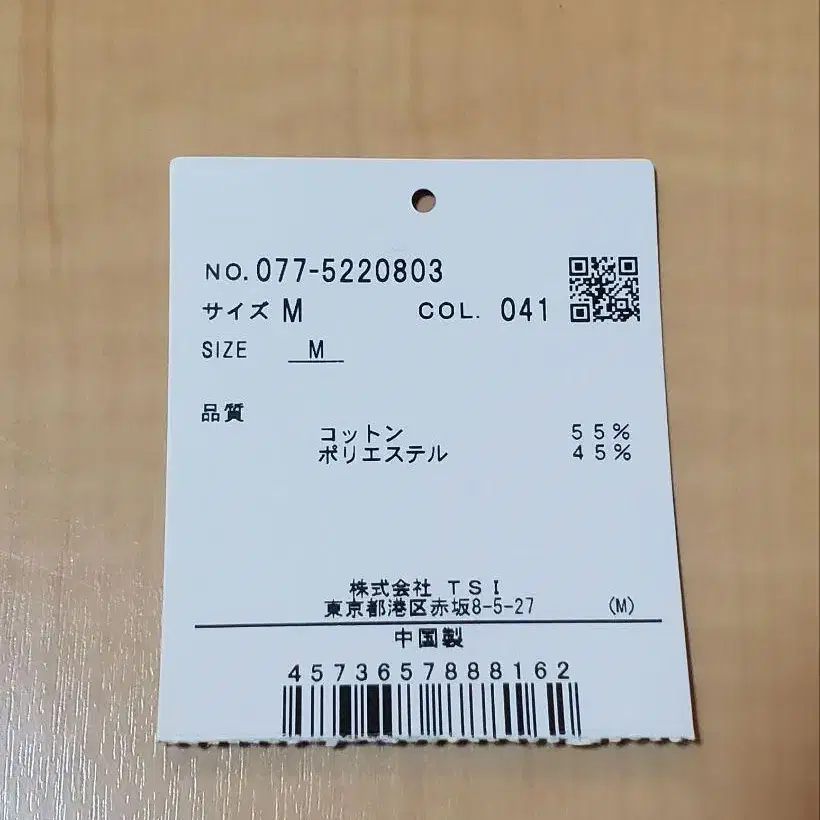 NO. 077-5220803
サイズ M COL. 041
SIZE M
品質
コットン 55%
ポリエステル 45%
株式会社 TSI
東京都港区赤坂8-5-27 (M)
中国製
4573657888162